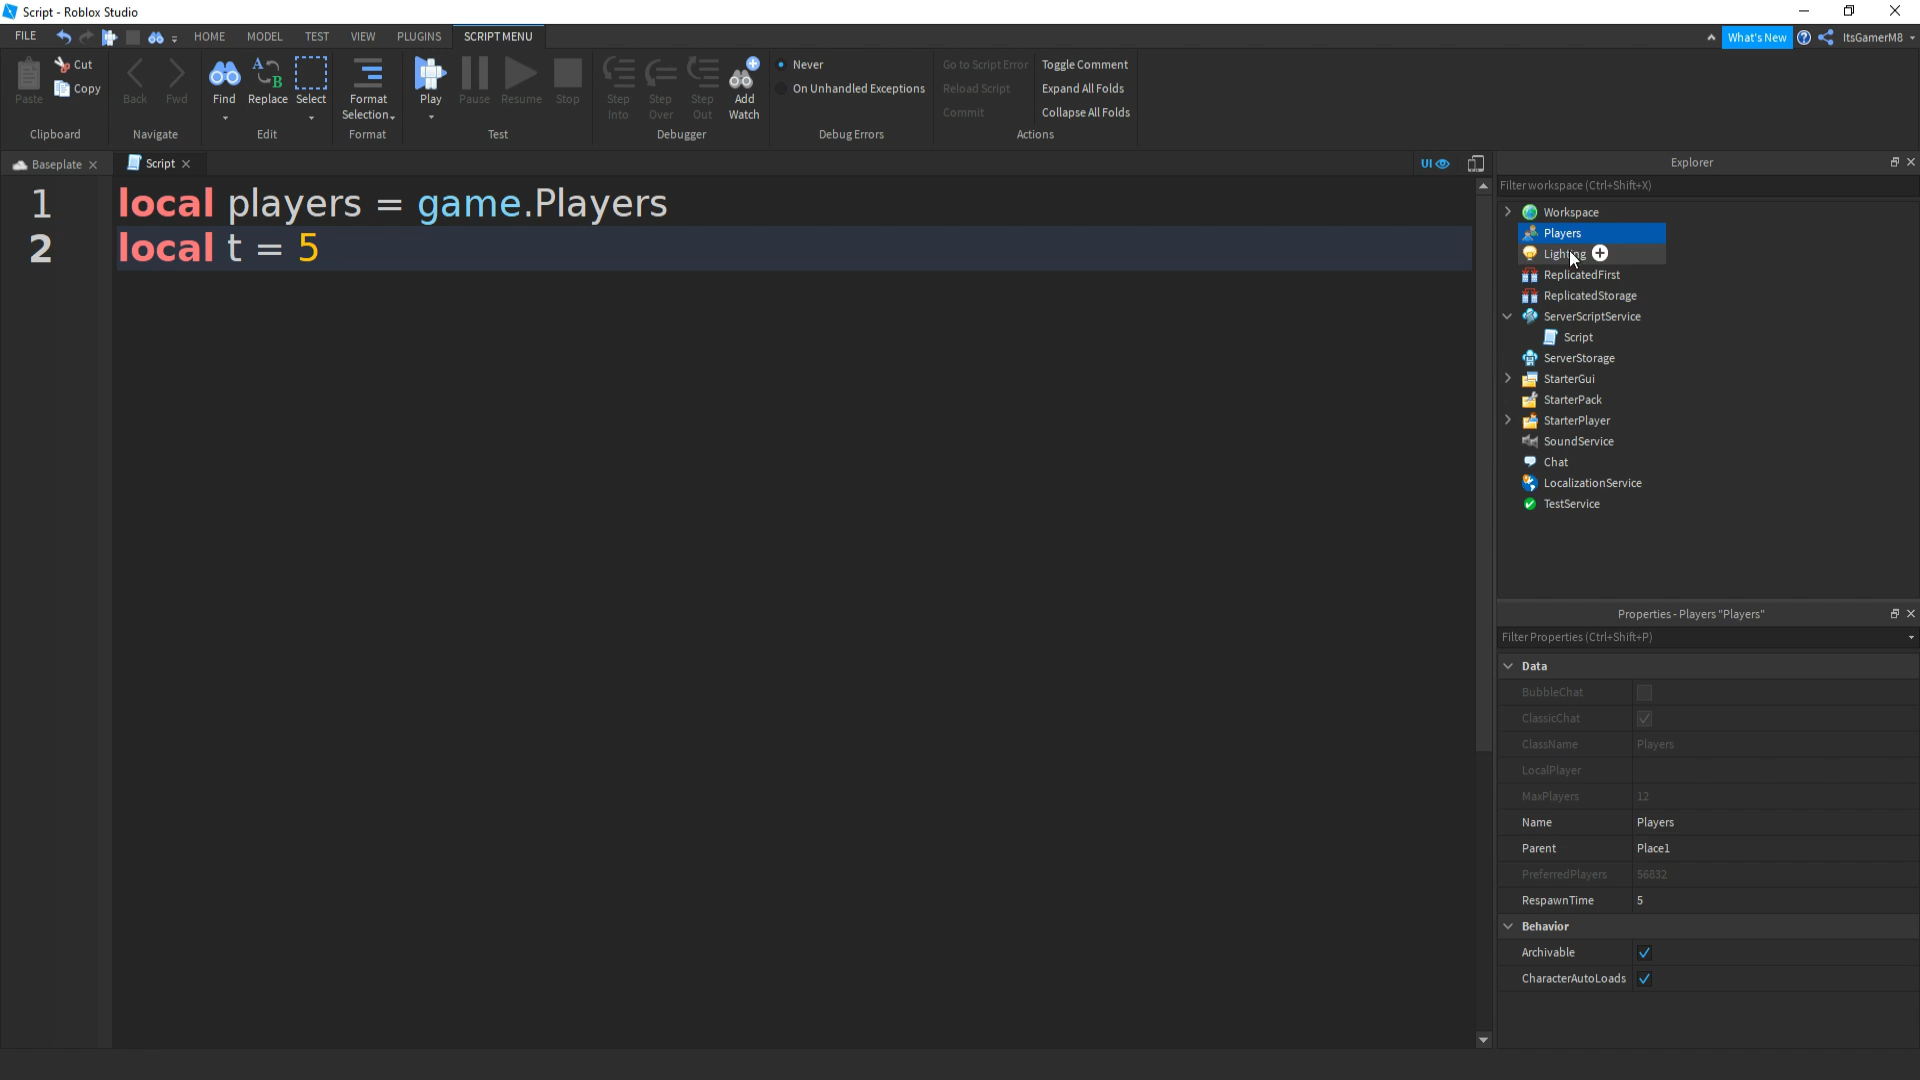 Script - Roblox Studio
FILE HOME MODEL TEST VIEW PLUGINS SCRIPT MENU What's New ItsGamerM8
Paste Cut Copy
Clipboard
Back Fwd
Navigate
Find Replace Select
Edit
Format Selection
Format
Play Pause Resume Stop
Test
Step Into Step Over Step Out Add Watch
Debugger
Never
On Unhandled Exceptions
Debug Errors
Go to Script Error Toggle Comment
Reload Script Expand All Folds
Commit Collapse All Folds
Actions
Baseplate Script UI
1 local players = game.Players
2 local t = 5
Explorer
Filter workspace (Ctrl+Shift+X)
Workspace
Players
Lighting
ReplicatedFirst
ReplicatedStorage
ServerScriptService
Script
ServerStorage
StarterGui
StarterPack
StarterPlayer
SoundService
Chat
LocalizationService
TestService
Properties - Players "Players"
Filter Properties (Ctrl+Shift+P)
Data
BubbleChat
ClassicChat
ClassName Players
LocalPlayer
MaxPlayers 12
Name Players
Parent Place1
PreferredPlayers 56832
RespawnTime 5
Behavior
Archivable
CharacterAutoLoads